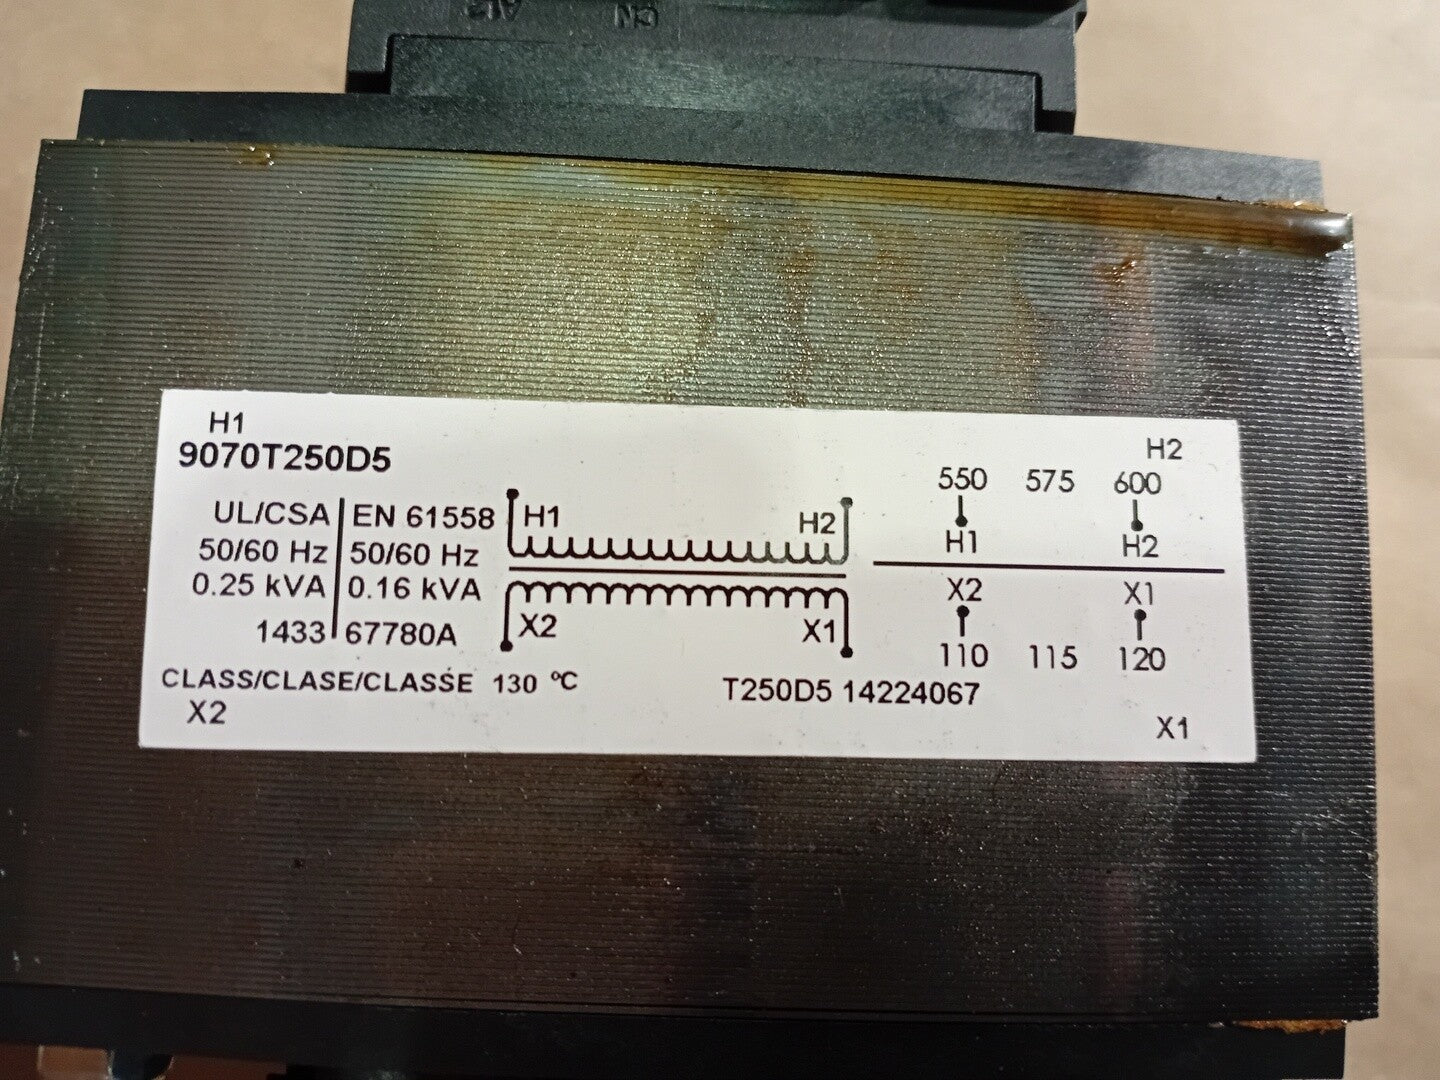 H1
9070T250D5
H2
UL/CSA EN 61558
50/60 Hz 50/60 Hz
0.25 kVA 0.16 kVA
1433 67780A
H1 H2
X2 X1
550 575 600
H1 H2
X2 X1
110 115 120
CLASS/CLASE/CLASSE 130 °C
T250D5 14224067
X2
X1